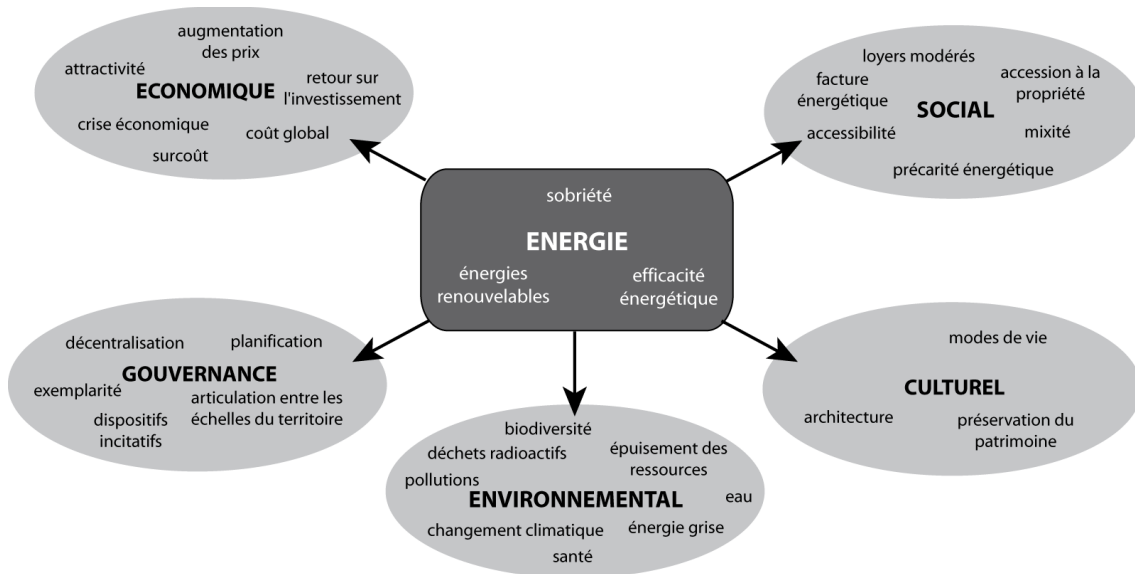 augmentation
des prix
attractivité
ECONOMIQUE
retour sur
l'investissement
crise économique
coût global
surcoût
loyers modérés
facture
énergétique
accession à la
propriété
SOCIAL
accessibilité
mixité
précarité énergétique
sobriété
ENERGIE
énergies
renouvelables
efficacité
énergétique
décentralisation
planification
GOUVERNANCE
exemplarité
articulation entre les
échelles du territoire
dispositifs
incitatifs
biodiversité
déchets radioactifs
épuisement des
ressources
pollutions
ENVIRONNEMENTAL
eau
changement climatique
énergie grise
santé
modes de vie
CULTUREL
architecture
préservation du
patrimoine